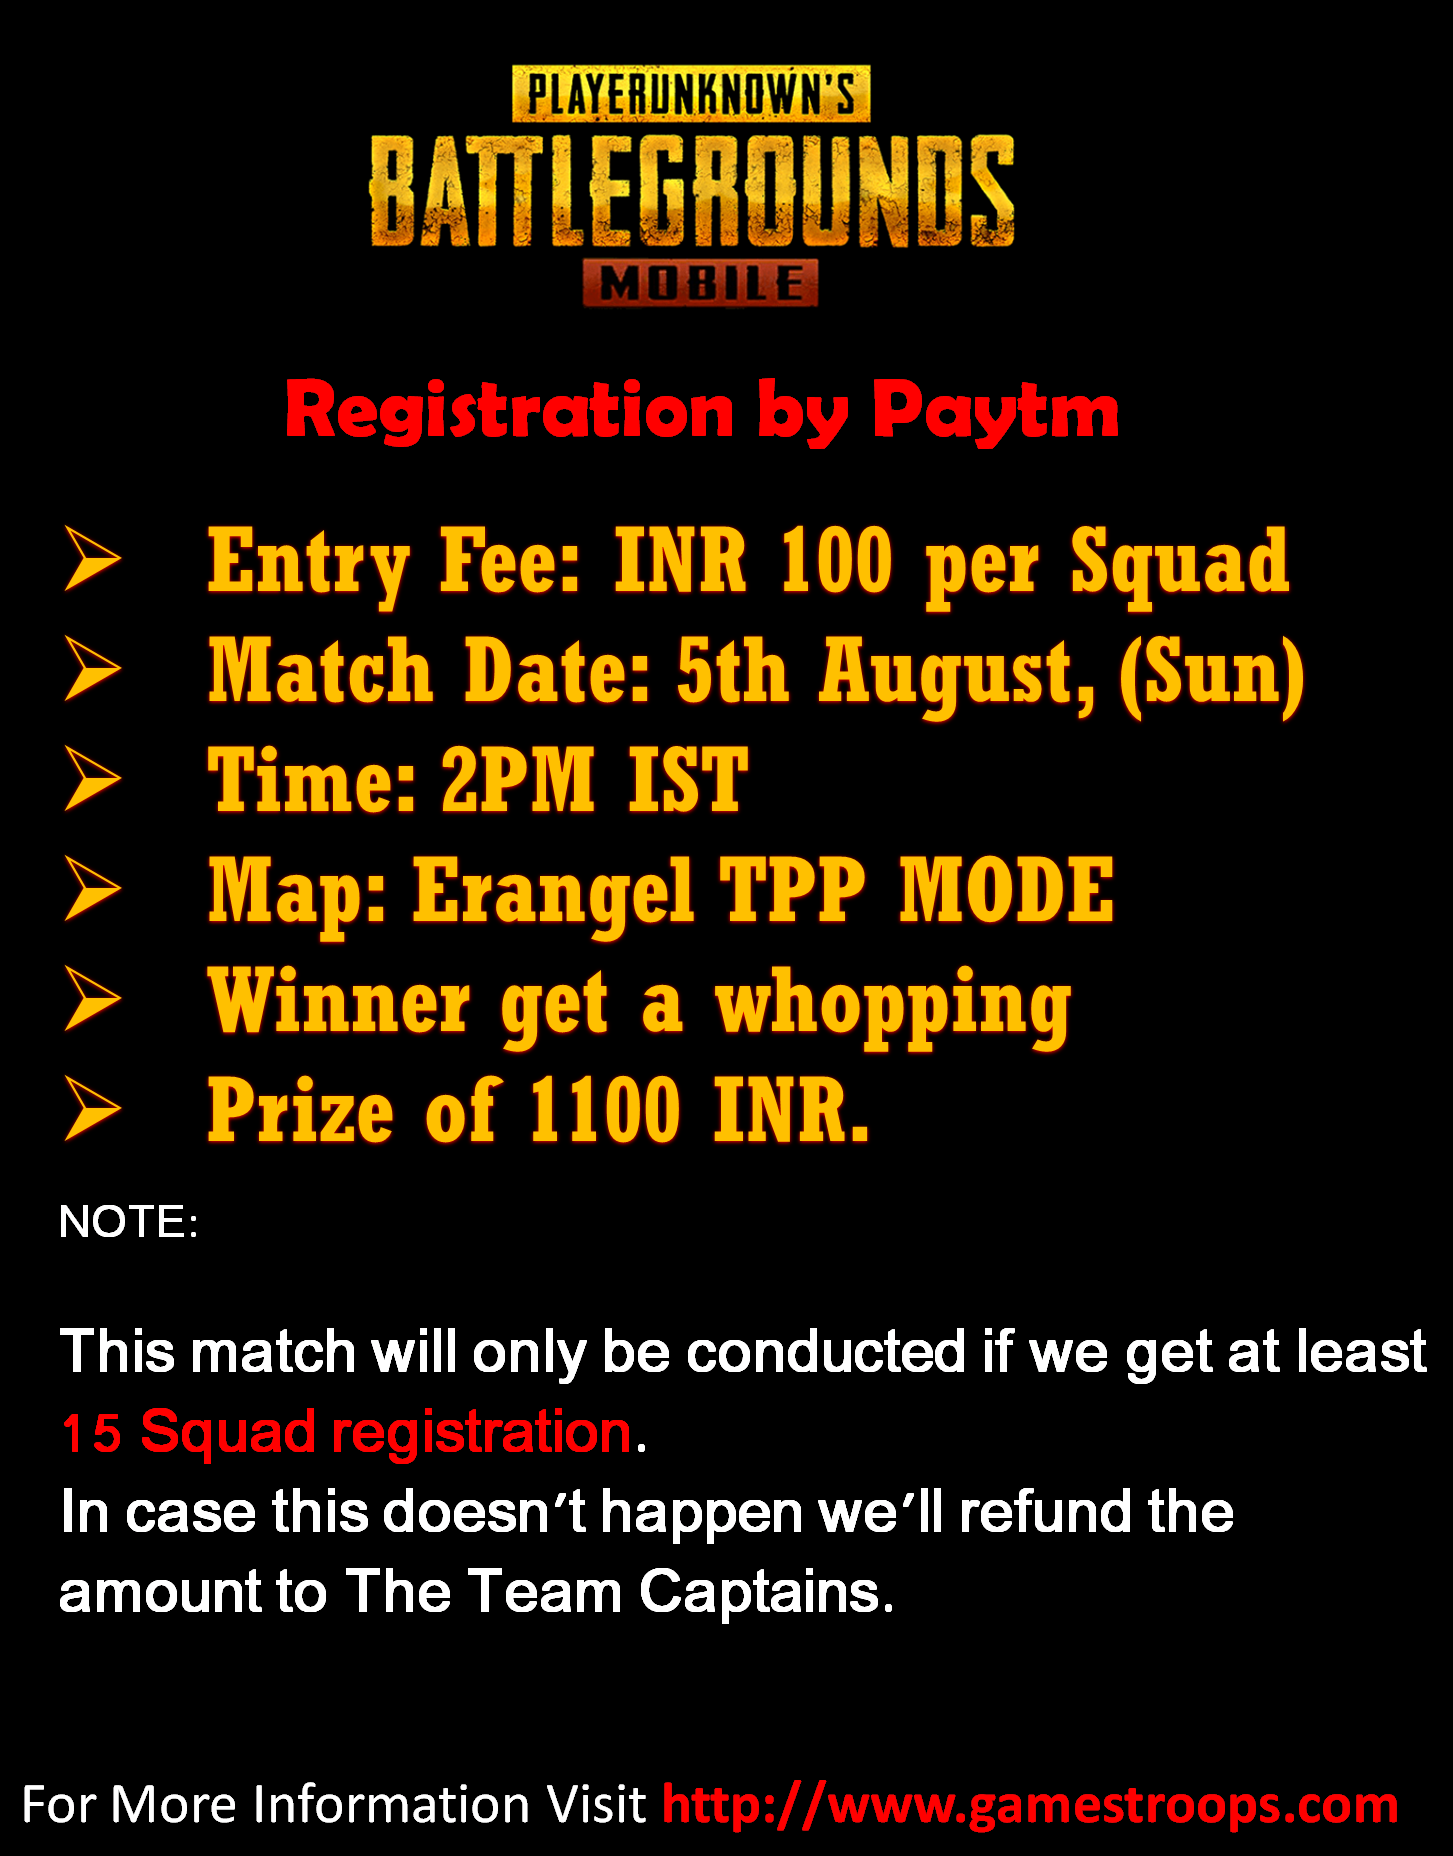 PLAYERUNKNOWN'S
BATTLEGROUNDS
MOBILE
Registration by Paytm
➢ Entry Fee: INR 100 per Squad
➢ Match Date: 5th August, (Sun)
➢ Time: 2PM IST
➢ Map: Erangel TPP MODE
➢ Winner get a whopping
➢ Prize of 1100 INR.
NOTE:
This match will only be conducted if we get at least
15 Squad registration.
In case this doesn't happen we'll refund the
amount to The Team Captains.
For More Information Visit http://www.gamestroops.com